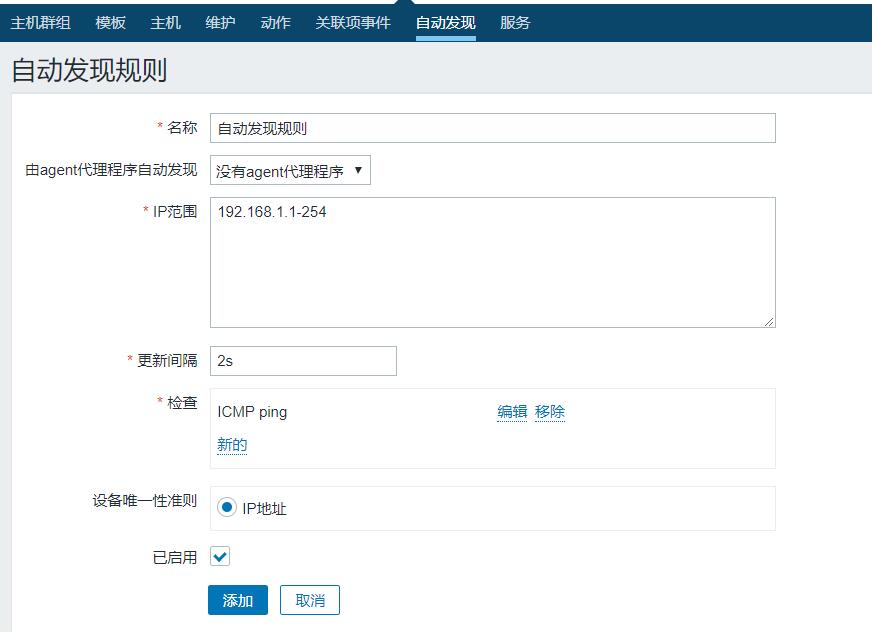 主机群组 模板 主机 维护 动作 关联项事件 自动发现 服务
自动发现规则
* 名称 自动发现规则
由agent代理程序自动发现 没有agent代理程序
* IP范围 192.168.1.1-254
* 更新间隔 2s
* 检查 ICMP ping 编辑 移除
新的
设备唯一性准则 IP地址
已启用
添加 取消